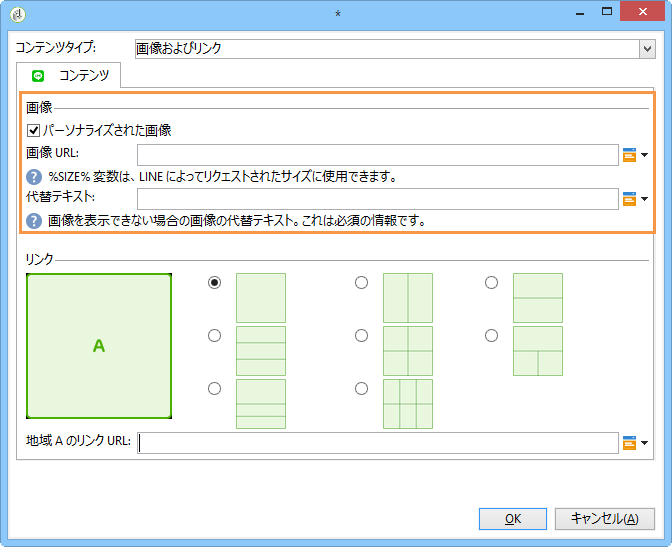 *
コンテンツタイプ: 画像およびリンク
コンテンツ
画像
パーソナライズされた画像
画像 URL:
%SIZE% 変数は、LINE によってリクエストされたサイズに使用できます。
代替テキスト:
画像を表示できない場合の画像の代替テキスト。これは必須の情報です。
リンク
A
地域 A のリンク URL:
OK キャンセル(A)